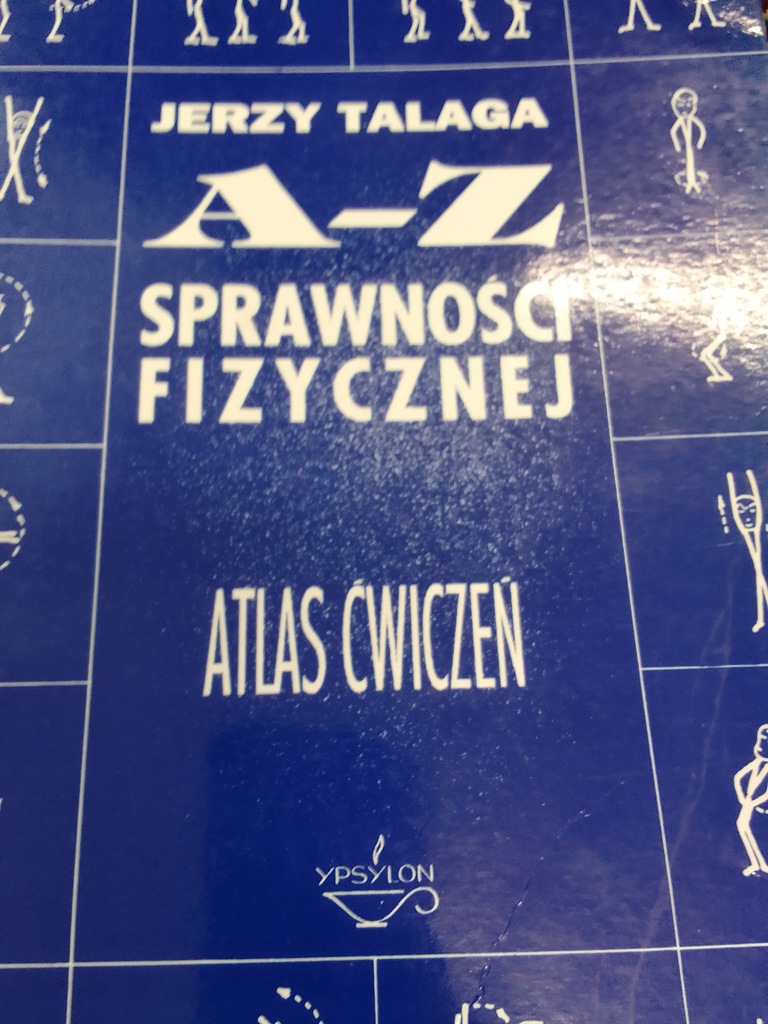 JERZY TALAGA
A-Z
SPRAWNOŚCI
FIZYCZNEJ
ATLAS ĆWICZEŃ
YPSYLON